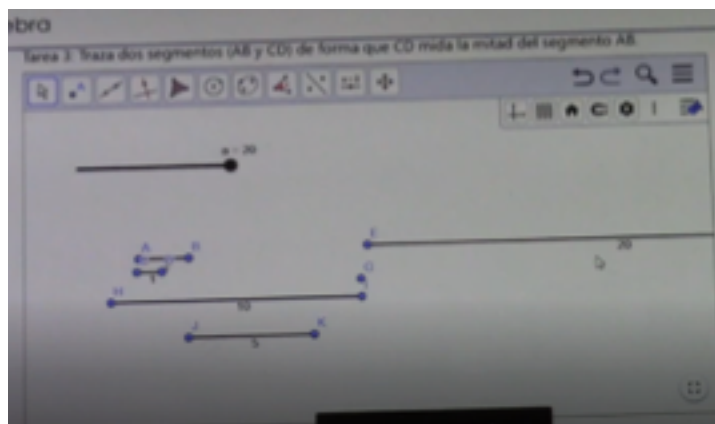 ebra
Tarea 3: Traza dos segmentos (AB y CD) de forma que CD mida la mitad del segmento AB.
a = 20
A
B
E
20
1
G
H
10
J
K
5